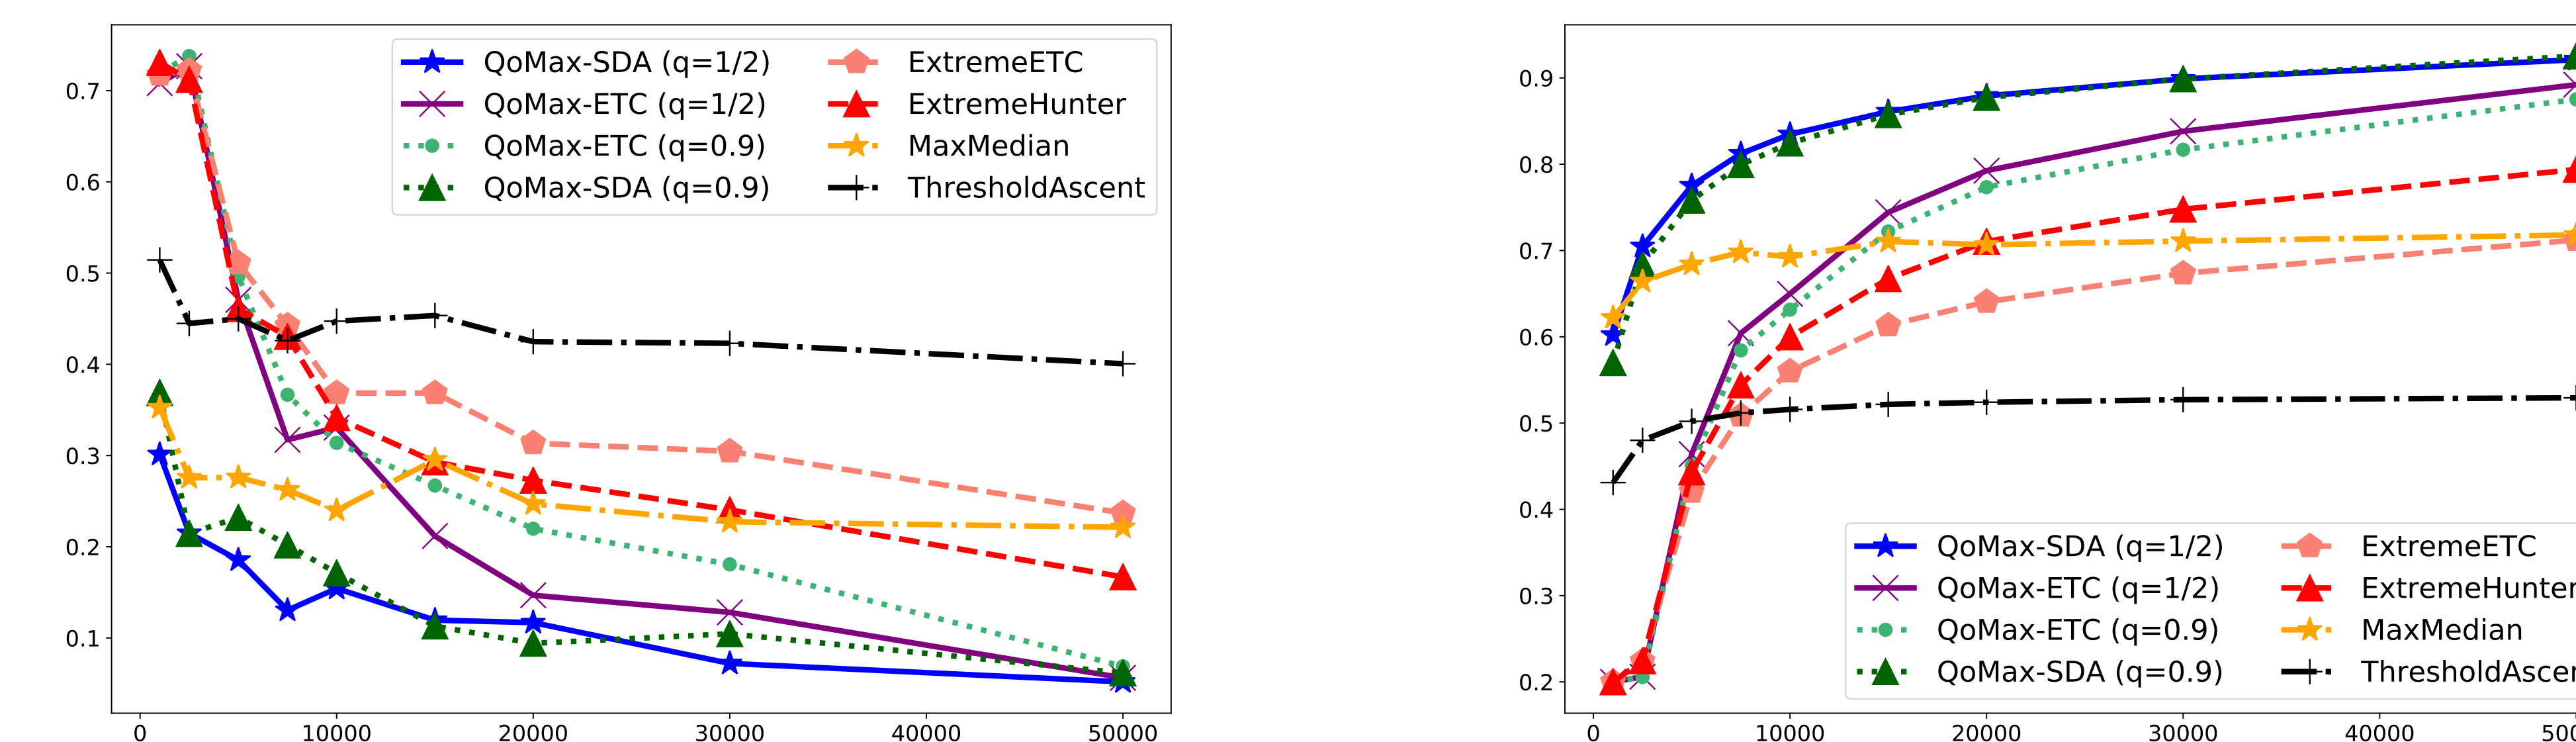 0.7
0.6
0.5
0.4
0.3
0.2
0.1
0 10000 20000 30000 40000 50000
QoMax-SDA (q=1/2)
QoMax-ETC (q=1/2)
QoMax-ETC (q=0.9)
QoMax-SDA (q=0.9)
ExtremeETC
ExtremeHunter
MaxMedian
ThresholdAscent
0.9
0.8
0.7
0.6
0.5
0.4
0.3
0.2
0 10000 20000 30000 40000 500
QoMax-SDA (q=1/2)
QoMax-ETC (q=1/2)
QoMax-ETC (q=0.9)
QoMax-SDA (q=0.9)
ExtremeETC
ExtremeHunter
MaxMedian
ThresholdAscen